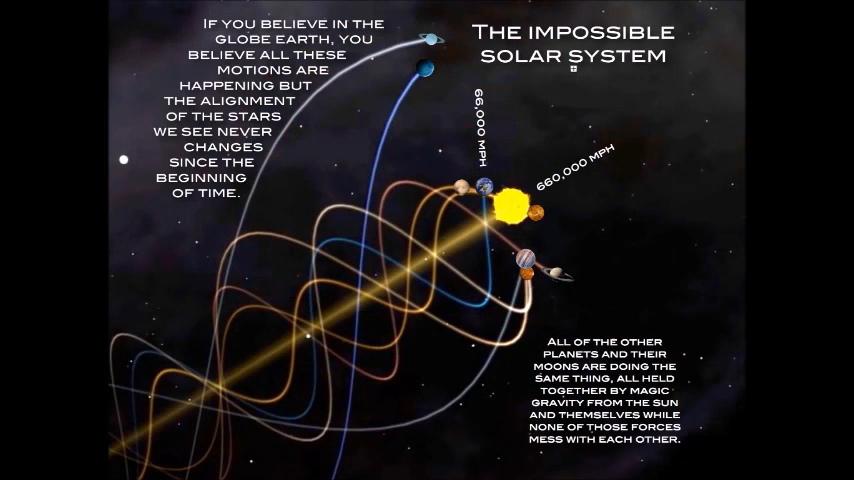 If you believe in the
globe earth, you
believe all these
motions are
happening but
the alignment
of the stars
we see never
changes
since the
beginning
of time.
The impossible
solar system
66,000 mph
660,000 mph
All of the other
planets and their
moons are doing the
same thing, all held
together by magic
gravity from the sun
and themselves while
none of those forces
mess with each other.